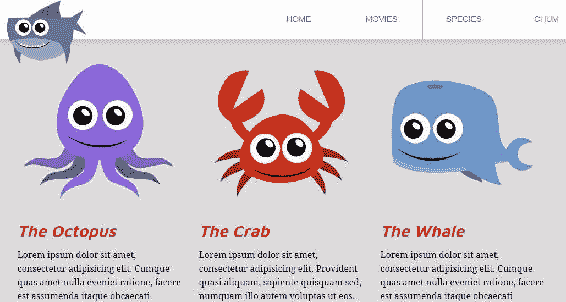 HOME MOVIES SPECIES CHUM
The Octopus
Lorem ipsum dolor sit amet,
consectetur adipisicing elit. Cumque
quas amet nulla eveniet ratione, facere
est assumenda itaque obcaecati
The Crab
Lorem ipsum dolor sit amet,
consectetur adipisicing elit. Provident
quasi aliquam, sapiente quisquam sed,
numquam illo autem voluptas ut eos.
The Whale
Lorem ipsum dolor sit amet,
consectetur adipisicing elit. Cumque
quas amet nulla eveniet ratione, facere
est assumenda itaque obcaecati